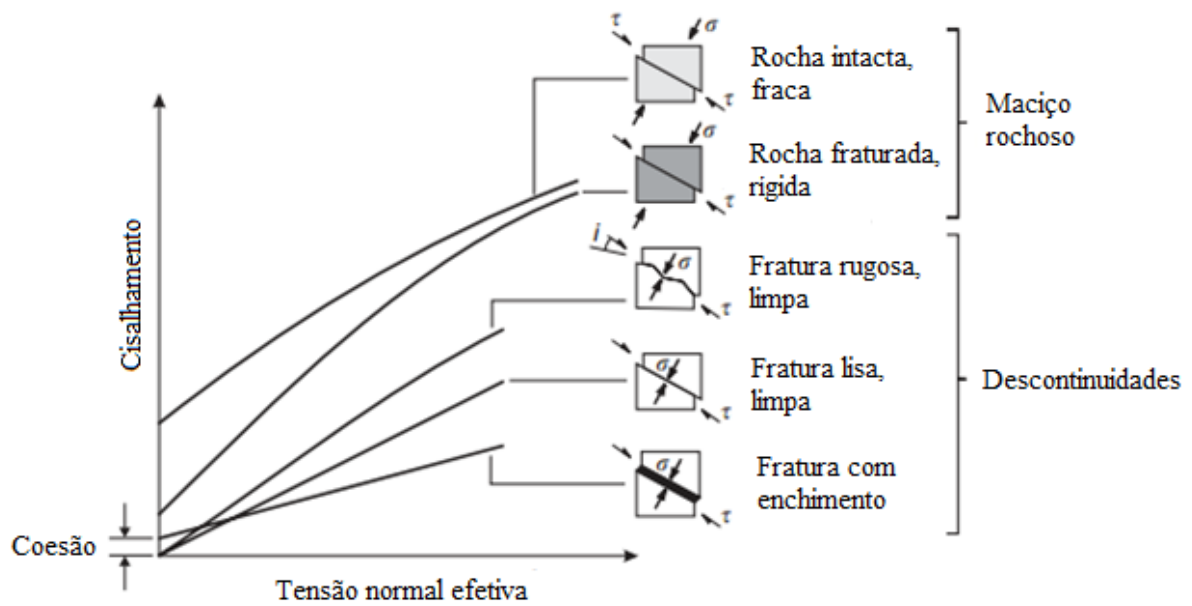 τ
σ
τ
Rocha intacta,
fraca
σ
τ
Rocha fraturada,
rigida
Maciço
rochoso
i
σ
τ
Fratura rugosa,
limpa
σ
τ
Fratura lisa,
limpa
Descontinuidades
σ
τ
Fratura com
enchimento
Cisalhamento
Coesão
Tensão normal efetiva